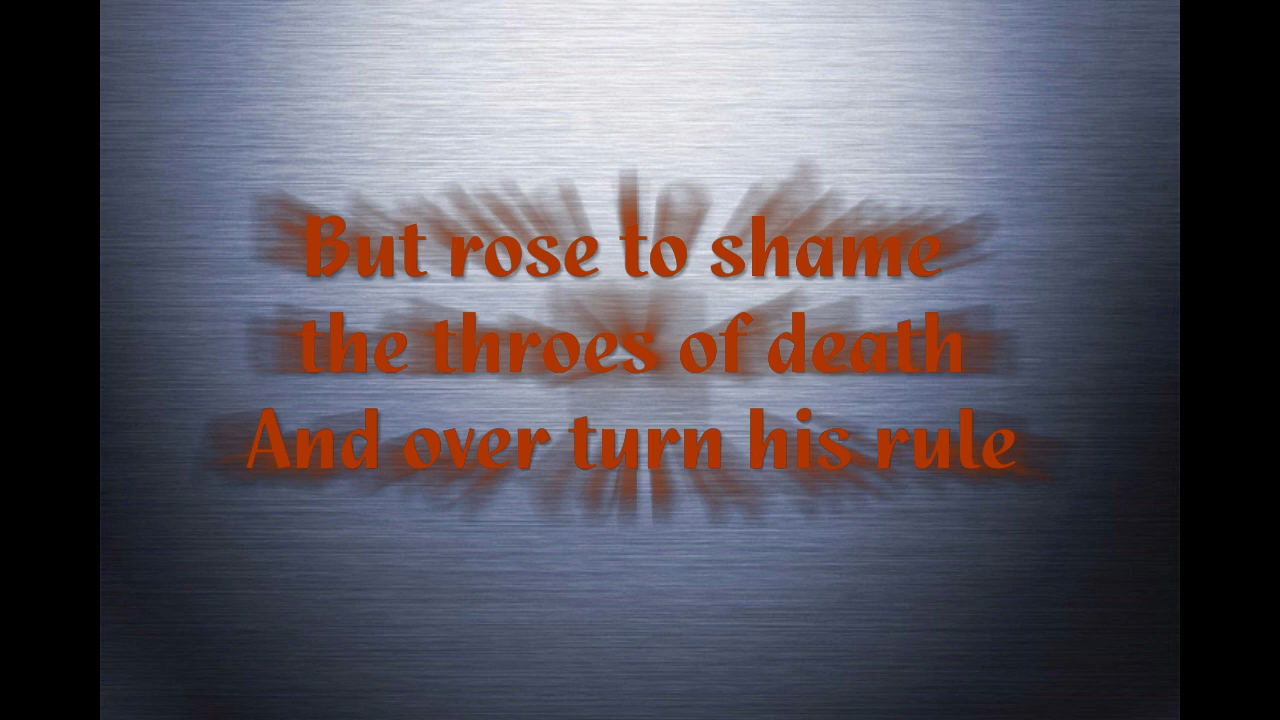 But rose to shame
the throes of death
And over turn his rule